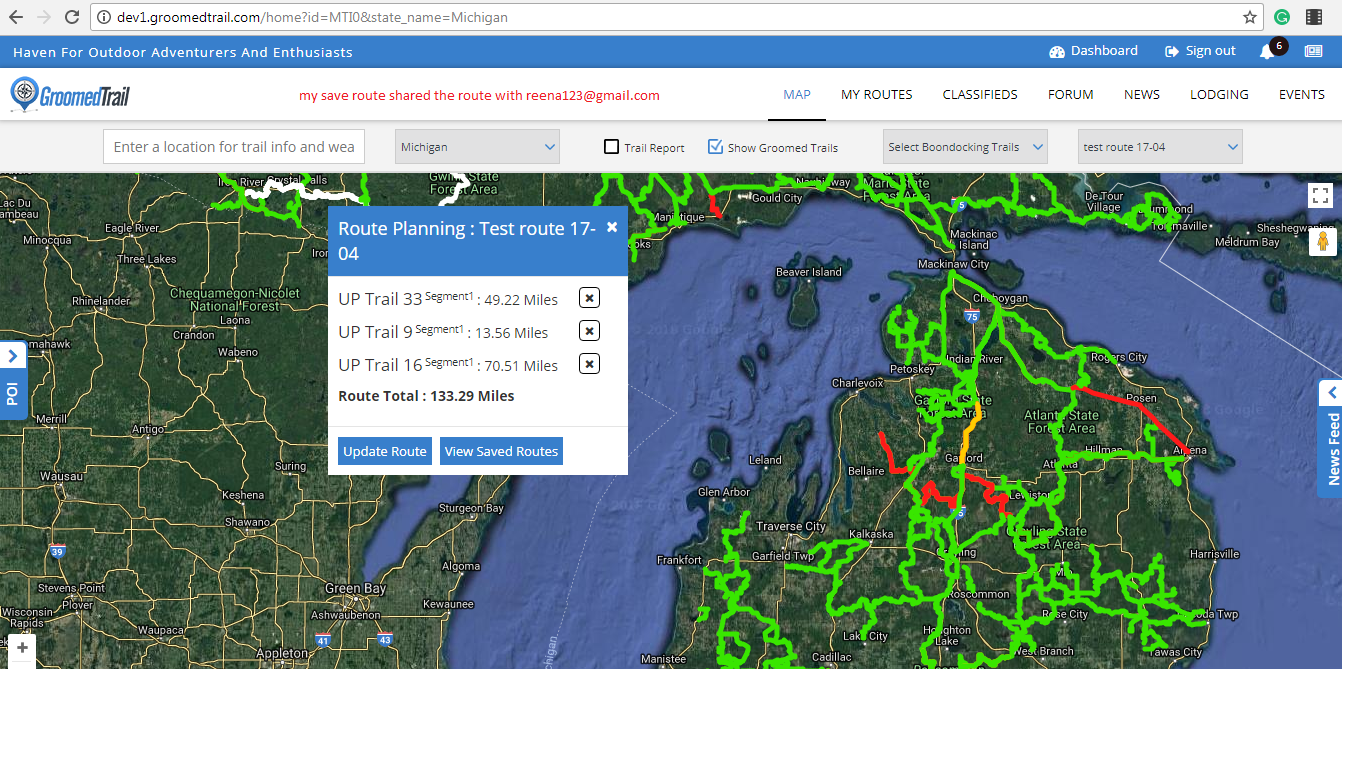 dev1.groomedtrail.com/home?id=MTI0&state_name=Michigan
Haven For Outdoor Adventurers And Enthusiasts
Dashboard
Sign out
6
GroomedTrail
my save route shared the route with reena123@gmail.com
MAP
MY ROUTES
CLASSIFIEDS
FORUM
NEWS
LODGING
EVENTS
Enter a location for trail info and wea
Michigan
Trail Report
Show Groomed Trails
Select Boondocking Trails
test route 17-04
Route Planning : Test route 17-
04
UP Trail 33 Segment1 : 49.22 Miles
UP Trail 9 Segment1 : 13.56 Miles
UP Trail 16 Segment1 : 70.51 Miles
Route Total : 133.29 Miles
Update Route
View Saved Routes
POI
News Feed
Iron River
Crystal Falls
Lac Du
Minocqua
Eagle River
Three Lakes
Rhinelander
Chequamegon-Nicolet
National Forest
Laona
Crandon
Wabeno
Merrill
Antigo
Wausau
Suring
Keshena
Shawano
39
Stevens Point
Plover
Wisconsin
Rapids
Waupaca
Green Bay
Ashwaubenon
41
43
Appleton
Algoma
Kewaunee
Sturgeon Bay
Forest Area
Manistique
Gould City
Naubinway
De Tour
Village
Drummond
Meldrum Bay
Sheshegwaning
75
Mackinac
Island
Mackinaw City
Beaver Island
Cheboygan
75
Indian River
Petoskey
Rogers City
Charlevoix
Posen
Atlanta State
Forest Area
Hillman
Alpena
Atlanta
Gaylord
Bellaire
Leland
Glen Arbor
Lewiston
Traverse City
Kalkaska
Grayling
Garfield Twp
Frankfort
Harrisville
Mio
Roscommon
Rose City
Lake City
Houghton
Lake
West Branch
Tawas City
Cadillac
Manistee